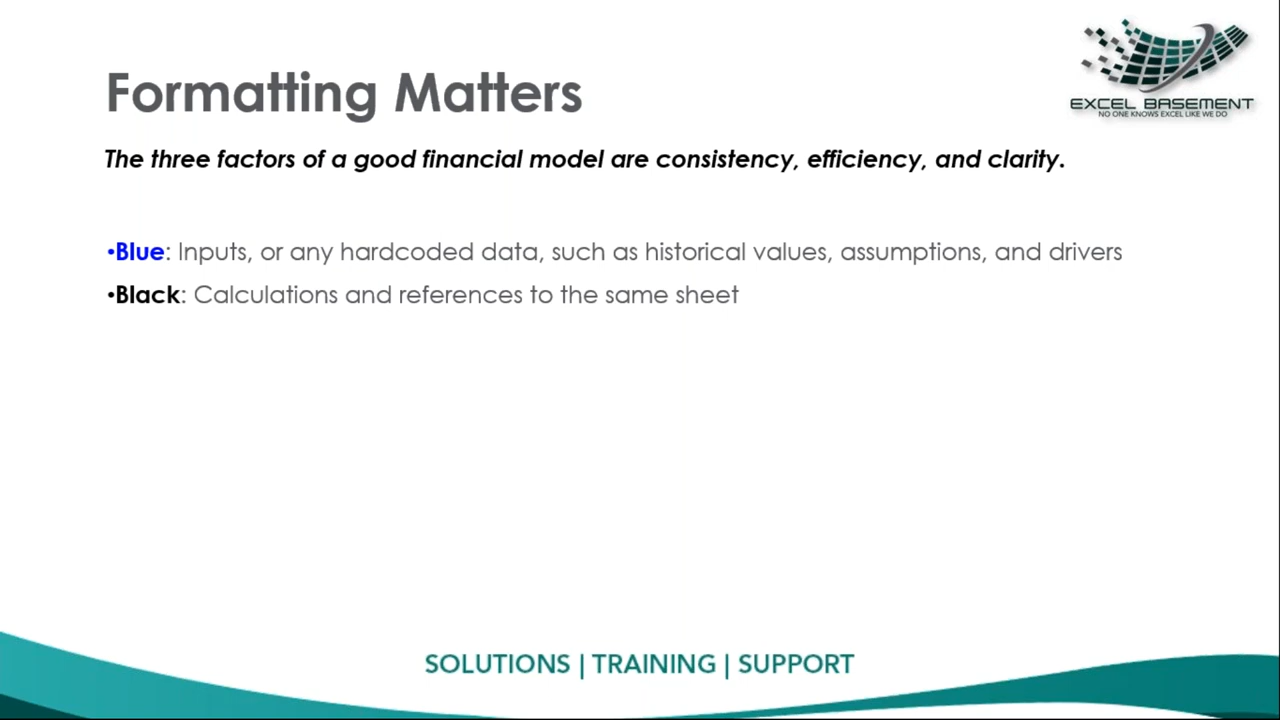 Formatting Matters
EXCEL BASEMENT
NO ONE KNOWS EXCEL LIKE WE DO
The three factors of a good financial model are consistency, efficiency, and clarity.
•Blue: Inputs, or any hardcoded data, such as historical values, assumptions, and drivers
•Black: Calculations and references to the same sheet
SOLUTIONS | TRAINING | SUPPORT